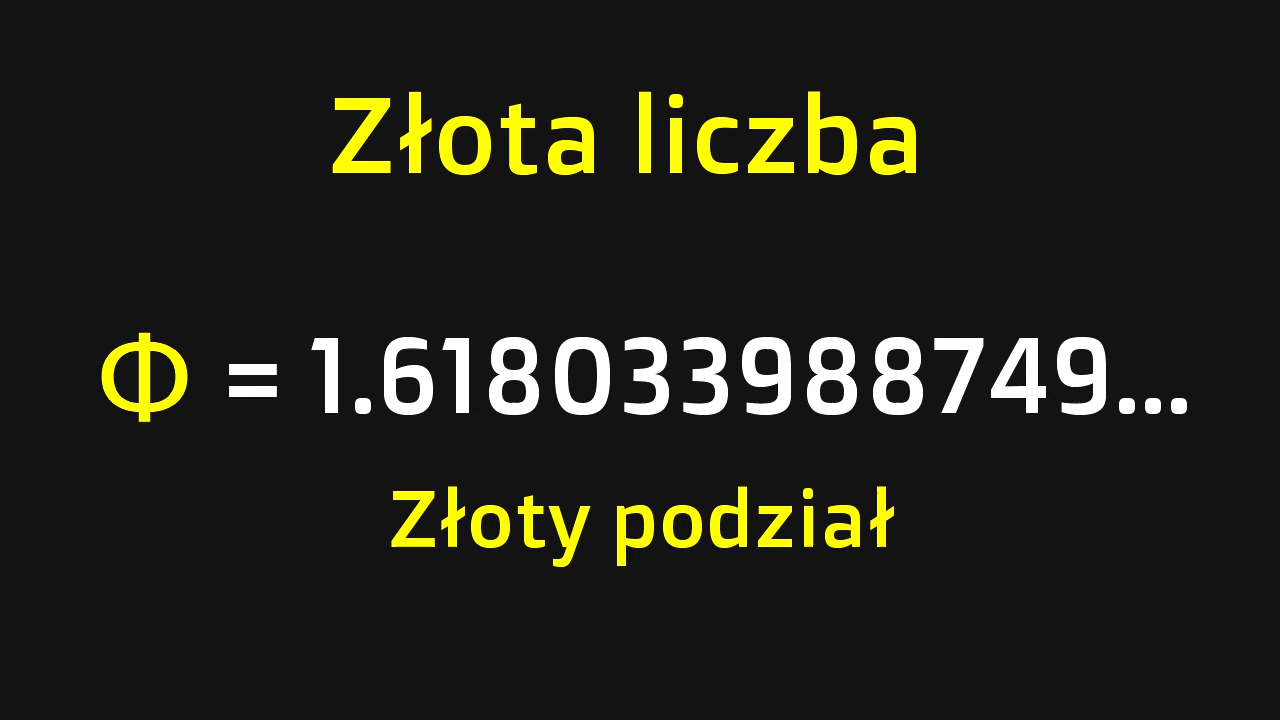 Złota liczba
Φ = 1.618033988749...
Złoty podział